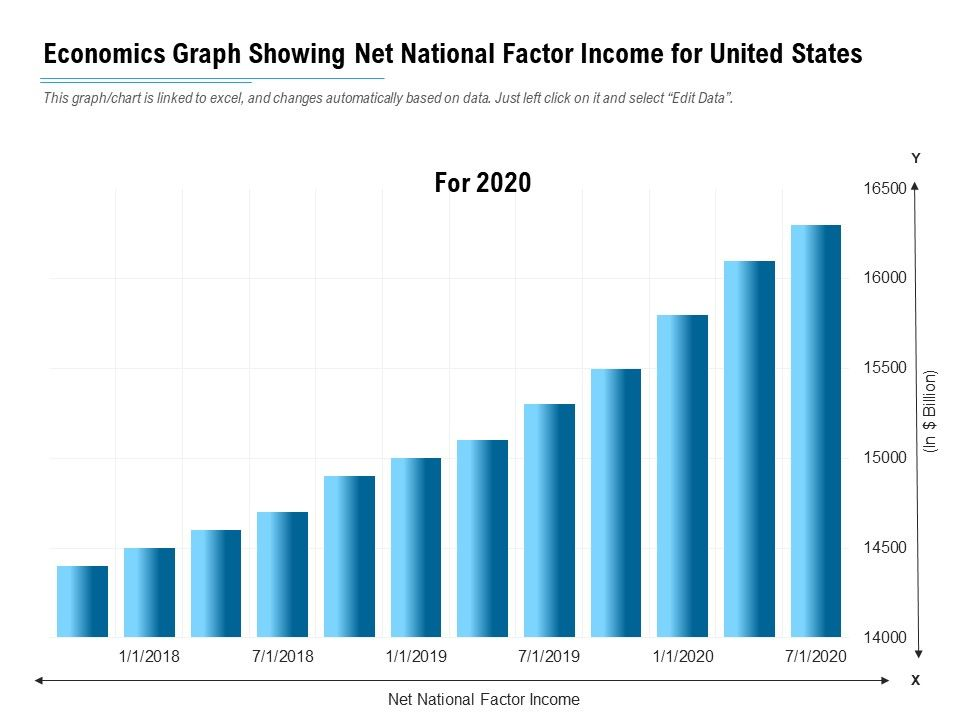 Economics Graph Showing Net National Factor Income for United States
This graph/chart is linked to excel, and changes automatically based on data. Just left click on it and select “Edit Data”.
For 2020
Y
16500
16000
15500
15000
14500
14000
(In $ Billion)
1/1/2018 7/1/2018 1/1/2019 7/1/2019 1/1/2020 7/1/2020
X
Net National Factor Income